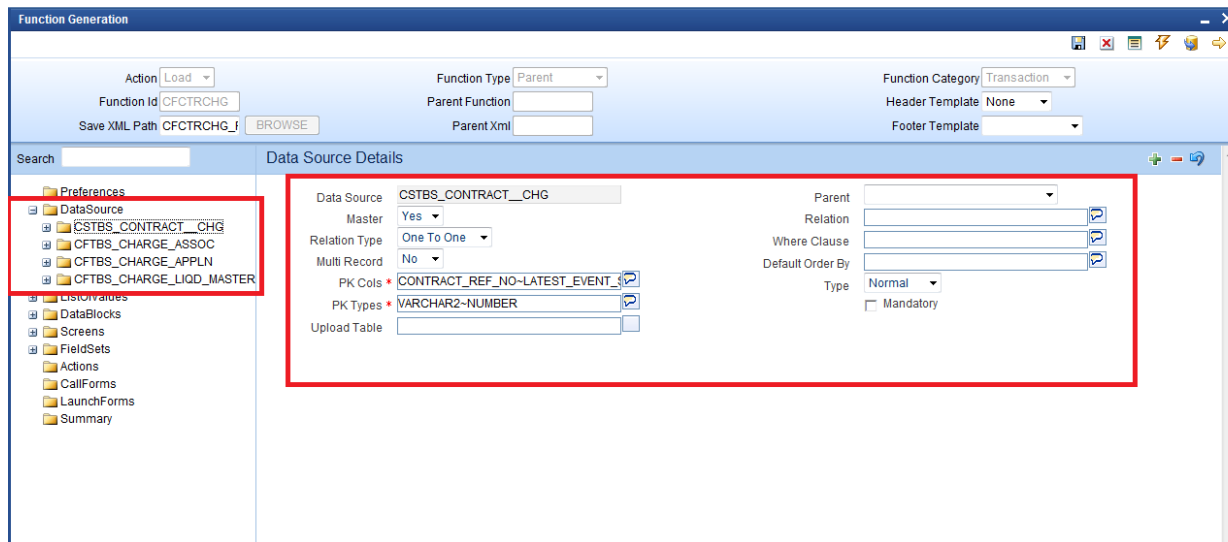 Function Generation
Action Load Function Type Parent Function Category Transaction
Function Id CFCTRCHG Parent Function Header Template None
Save XML Path CFCTRCHG_ BROWSE Parent Xml Footer Template
Search Data Source Details
Preferences
DataSource
CSTBS_CONTRACT__CHG
CFTBS_CHARGE_ASSOC
CFTBS_CHARGE_APPLN
CFTBS_CHARGE_LIQD_MASTER
ListOfValues
DataBlocks
Screens
FieldSets
Actions
CallForms
LaunchForms
Summary
Data Source CSTBS_CONTRACT__CHG Parent
Master Yes Relation
Relation Type One To One Where Clause
Multi Record No Default Order By
PK Cols * CONTRACT_REF_NO~LATEST_EVENT_ Type Normal
PK Types * VARCHAR2~NUMBER Mandatory
Upload Table